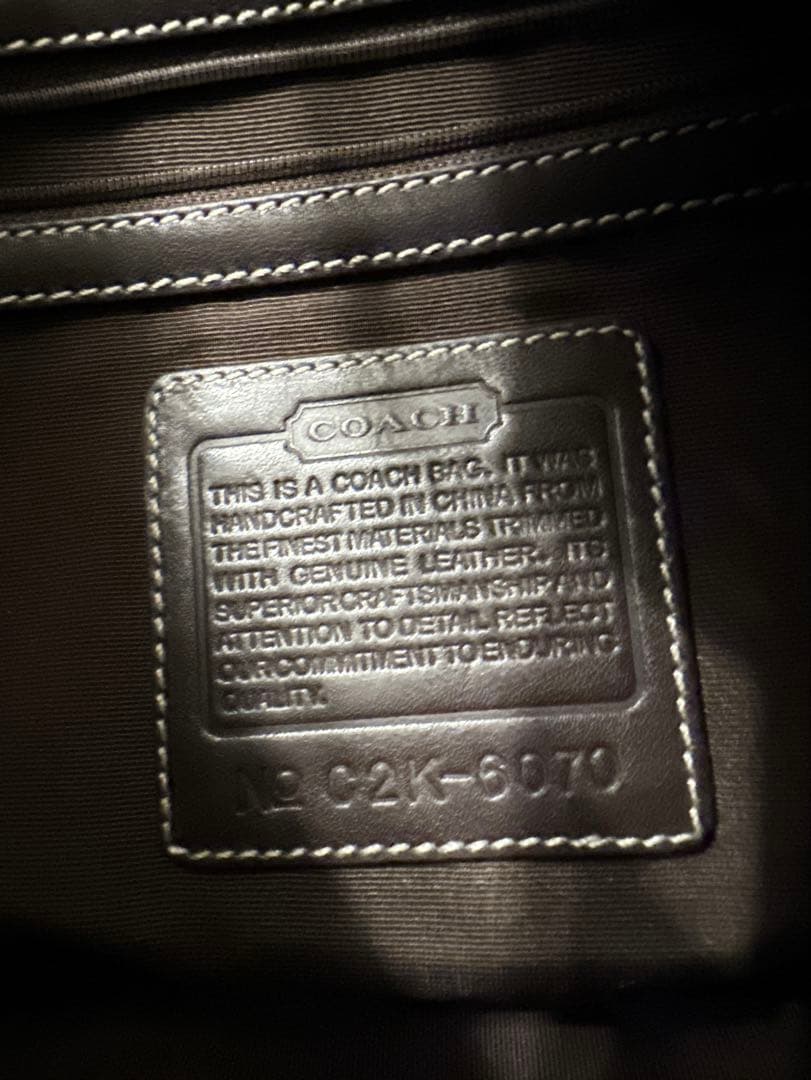 COACH
THIS IS A COACH BAG. IT WAS
HANDCRAFTED IN CHINA FROM
THE FINEST MATERIALS TRIMMED
WITH GENUINE LEATHER. ITS
SUPERIOR CRAFTSMANSHIP AND
ATTENTION TO DETAIL REFLECT
OUR COMMITMENT TO ENDURING
QUALITY.
No C2K-6070